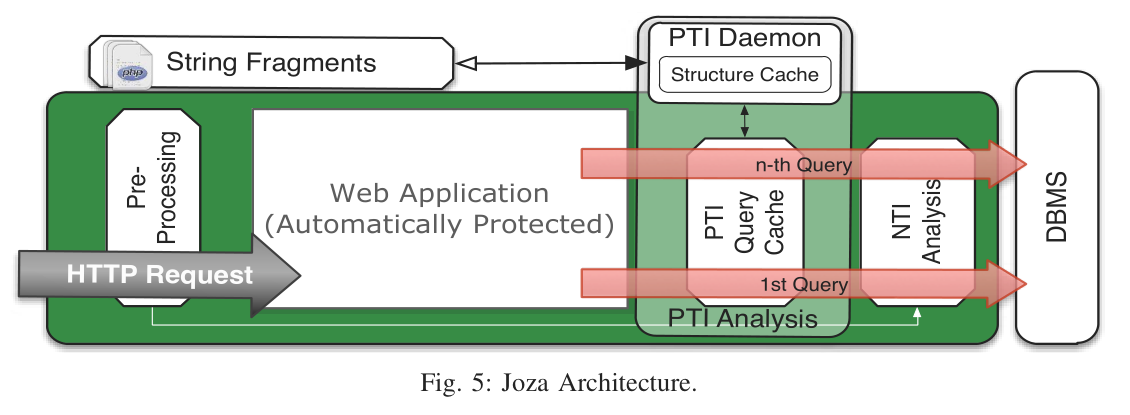 PTI Daemon
Structure Cache
php
String Fragments
Pre-
Processing
Web Application
(Automatically Protected)
HTTP Request
n-th Query
PTI
Query
Cache
NTI
Analysis
1st Query
PTI Analysis
DBMS
Fig. 5: Joza Architecture.